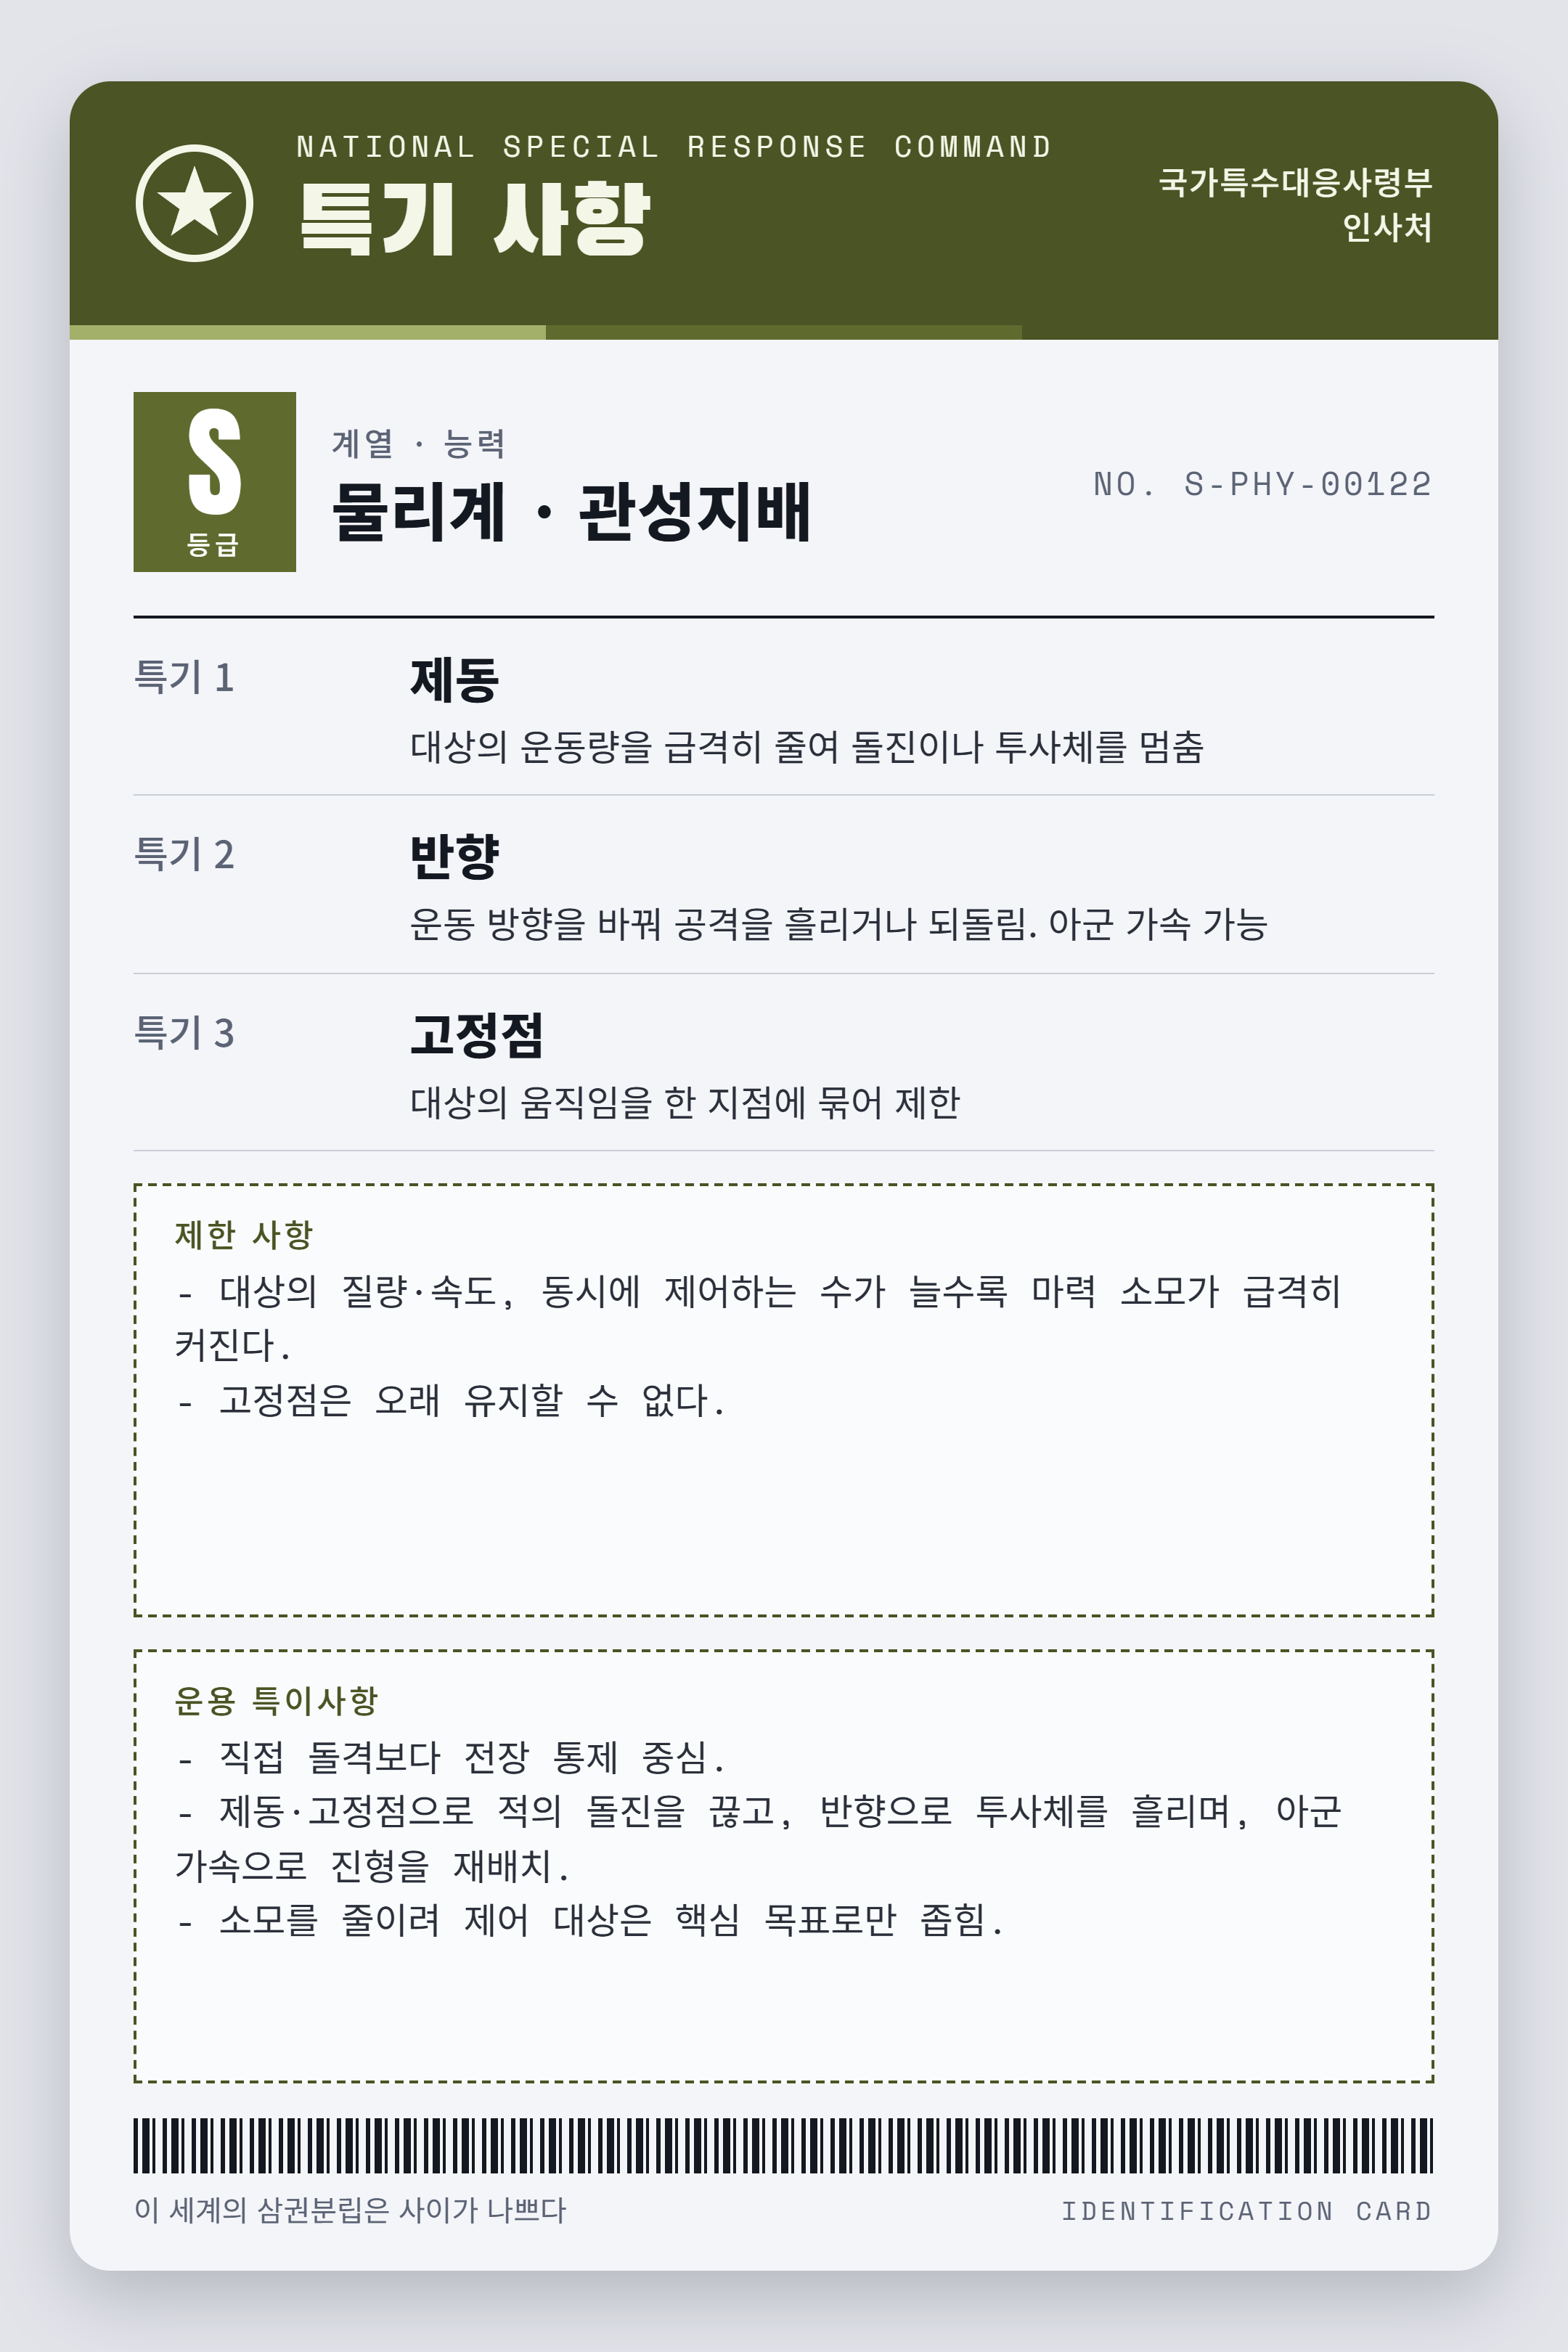 NATIONAL SPECIAL RESPONSE COMMAND
특기 사항
국가특수대응사령부
인사처
S
등급
계열 · 능력
물리계 · 관성지배
NO. S-PHY-00122
특기 1
제동
대상의 운동량을 급격히 줄여 돌진이나 투사체를 멈춤
특기 2
반향
운동 방향을 바꿔 공격을 흘리거나 되돌림. 아군 가속 가능
특기 3
고정점
대상의 움직임을 한 지점에 묶어 제한
제한 사항
- 대상의 질량·속도, 동시에 제어하는 수가 늘수록 마력 소모가 급격히
커진다.
- 고정점은 오래 유지할 수 없다.
운용 특이사항
- 직접 돌격보다 전장 통제 중심.
- 제동·고정점으로 적의 돌진을 끊고, 반향으로 투사체를 흘리며, 아군
가속으로 진형을 재배치.
- 소모를 줄이려 제어 대상은 핵심 목표로만 좁힘.
이 세계의 삼권분립은 사이가 나쁘다
IDENTIFICATION CARD